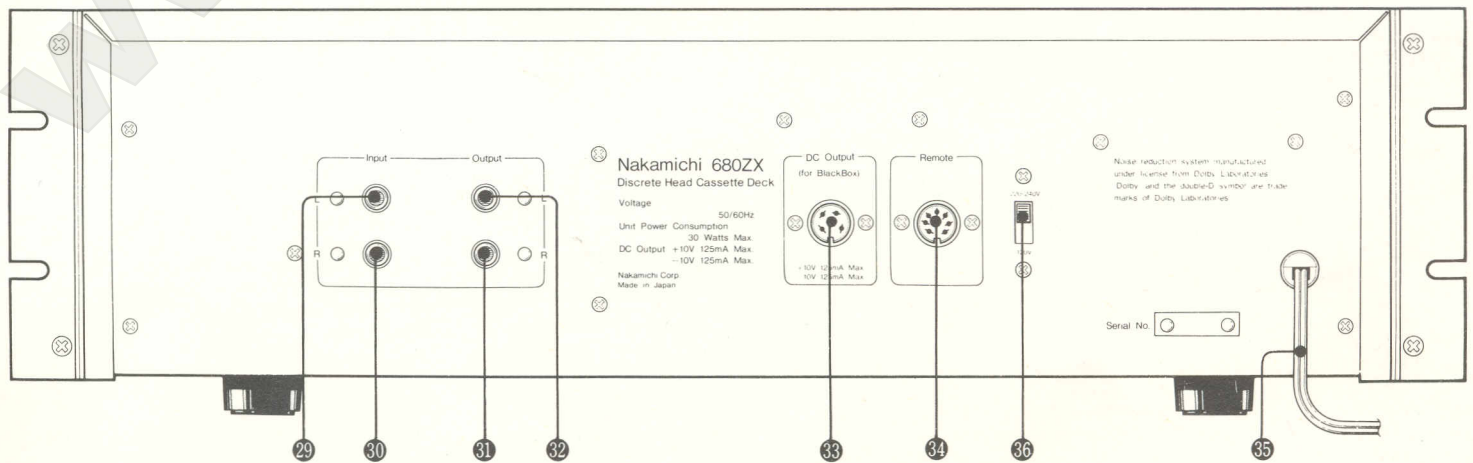 Input
Output
L
L
R
R
Nakamichi 680ZX
Discrete Head Cassette Deck
Voltage
50/60Hz
Unit Power Consumption
30 Watts Max.
DC Output +10V 125mA Max.
−10V 125mA Max.
Nakamichi Corp.
Made in Japan
DC Output
(for BlackBox)
+10V 125mA Max.
10V 125mA Max.
Remote
220-240V
120V
Noise reduction system manufactured
under license from Dolby Laboratories
Dolby and the double-D symbol are trade
marks of Dolby Laboratories
Serial No.
29
30
31
32
33
34
36
35